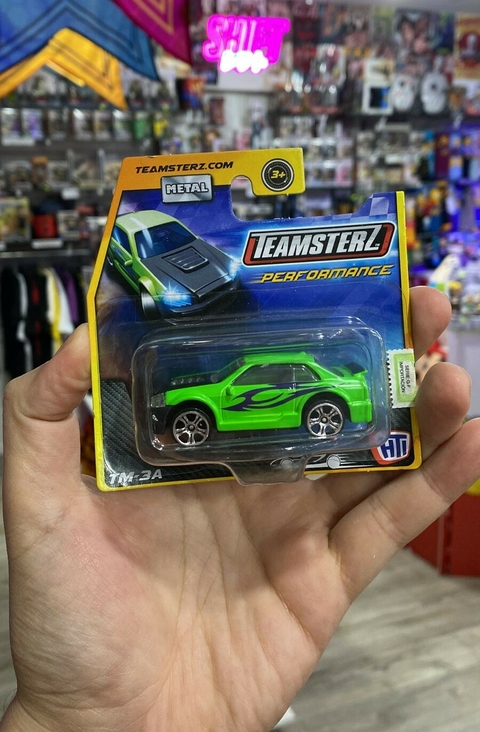 TEAMSTERZ.COM
3+
METAL
TEAMSTERZ
PERFORMANCE
TM-3A
HTI